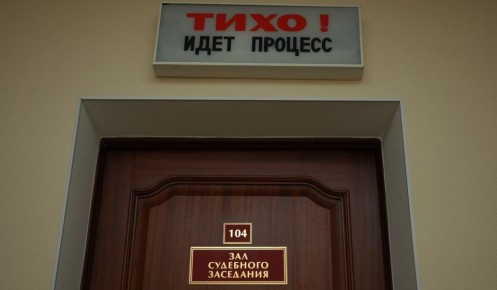 ТИХО !
ИДЕТ ПРОЦЕСС
104
ЗАЛ
СУДЕБНОГО
ЗАСЕДАНИЯ